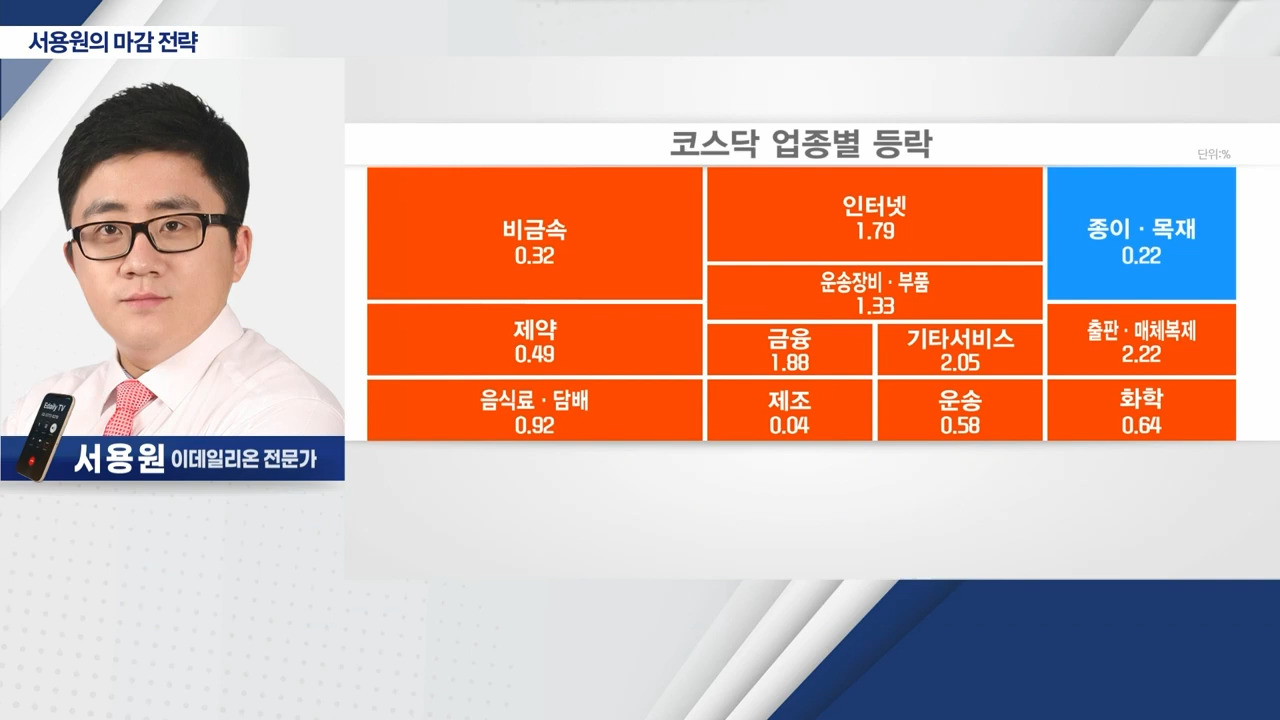 서용원의 마감 전략
코스닥 업종별 등락
단위:%
비금속
0.32
인터넷
1.79
종이 · 목재
0.22
운송장비 · 부품
1.33
제약
0.49
금융
1.88
기타서비스
2.05
출판 · 매체복제
2.22
음식료 · 담배
0.92
제조
0.04
운송
0.58
화학
0.64
Edaily TV
서용원 이데일리온 전문가